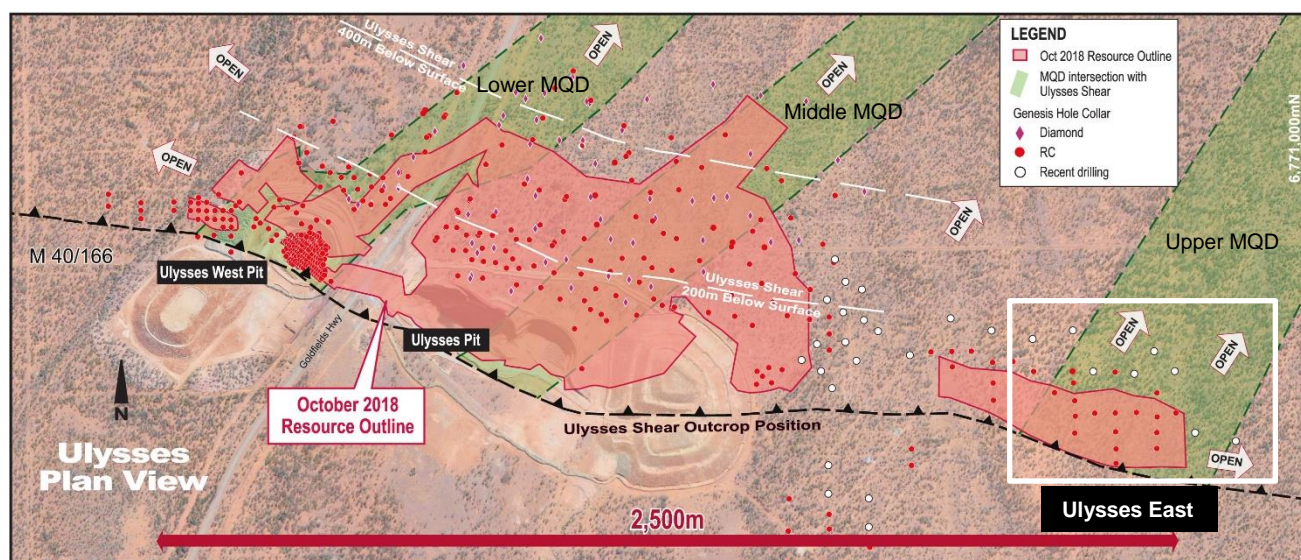 OPEN
Ulysses Shear
400m Below Surface
OPEN
Lower MQD
OPEN
Middle MQD
LEGEND
Oct 2018 Resource Outline
MQD intersection with
Ulysses Shear
Genesis Hole Collar
Diamond
RC
Recent drilling
6,771,000mN
OPEN
OPEN
Upper MQD
M 40/166
Ulysses West Pit
Ulysses Shear
200m Below Surface
Goldfields Hwy
Ulysses Pit
OPEN
OPEN
N
October 2018
Resource Outline
Ulysses Shear Outcrop Position
OPEN
Ulysses
Plan View
2,500m
Ulysses East